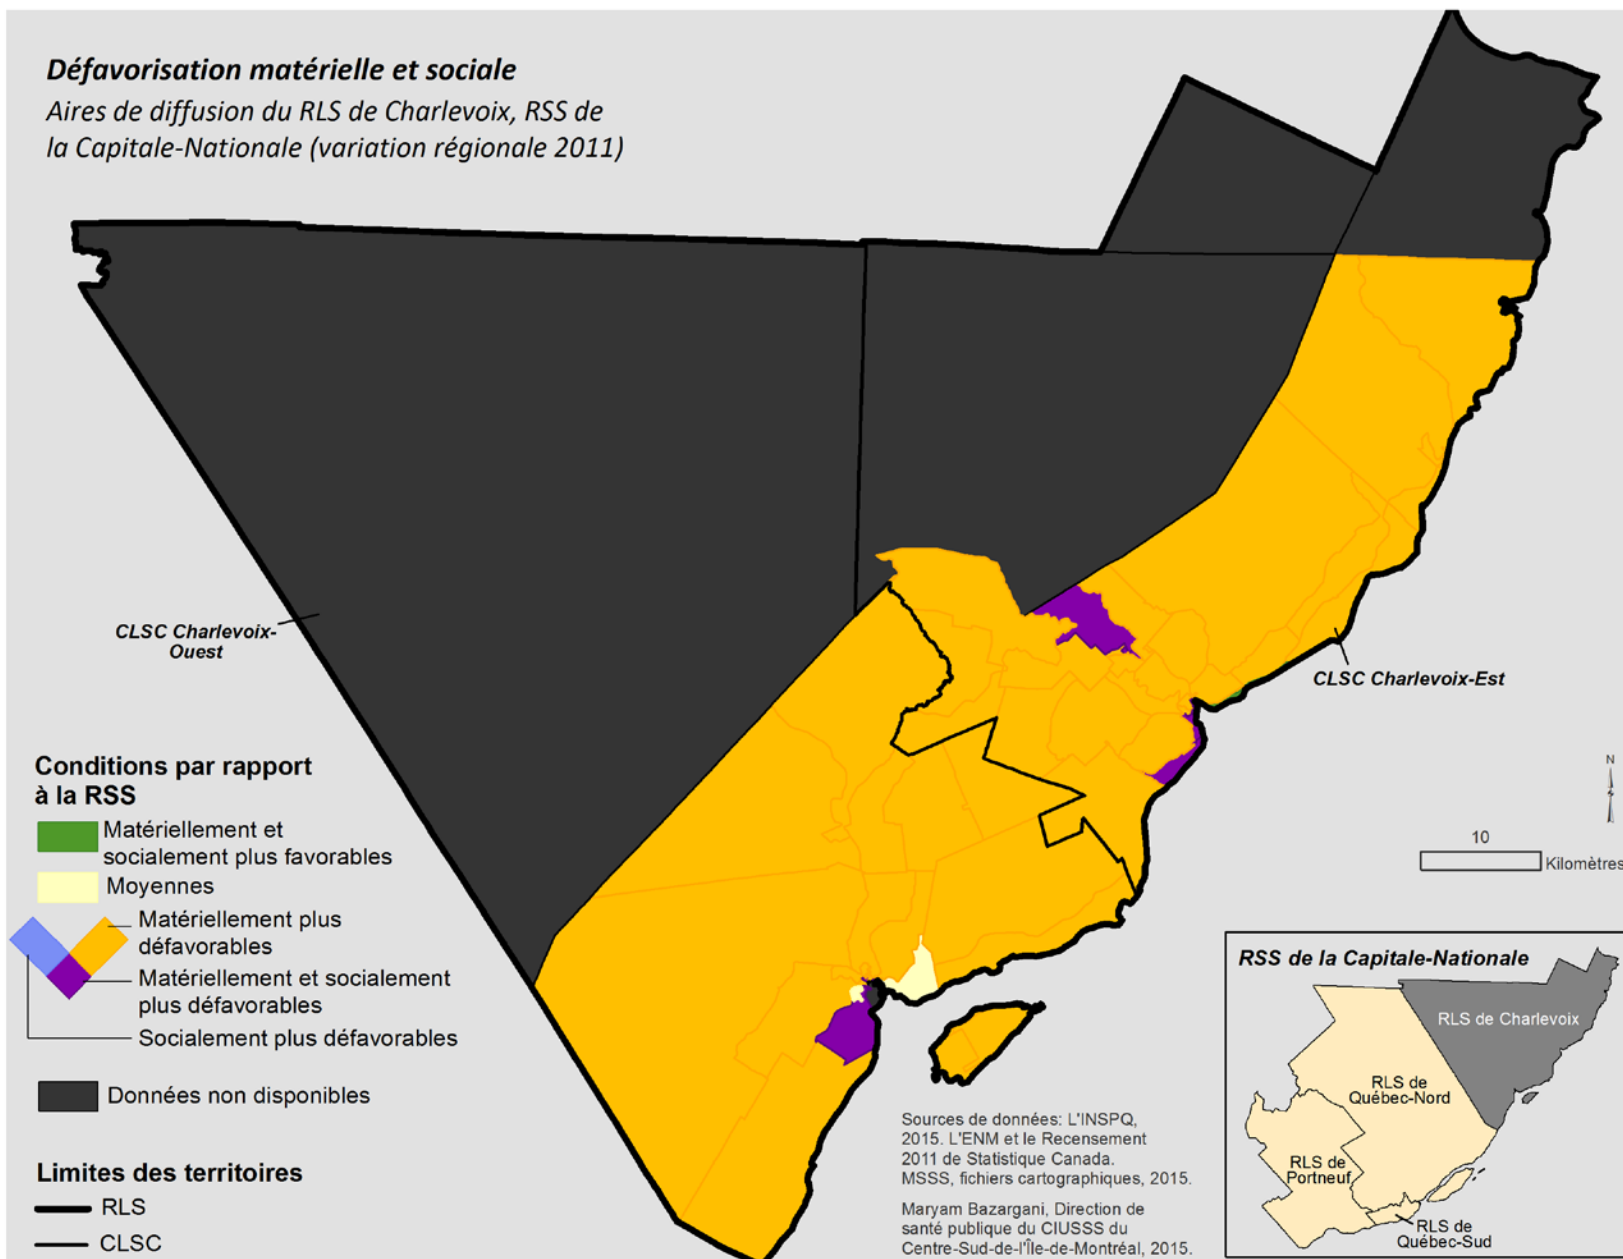 Défavorisation matérielle et sociale
Aires de diffusion du RLS de Charlevoix, RSS de
la Capitale-Nationale (variation régionale 2011)
CLSC Charlevoix-
Ouest
CLSC Charlevoix-Est
Conditions par rapport
à la RSS
Matériellement et
socialement plus favorables
Moyennes
Matériellement plus
défavorables
Matériellement et socialement
plus défavorables
Socialement plus défavorables
Données non disponibles
Limites des territoires
RLS
CLSC
N
10
Kilomètres
Sources de données: L'INSPQ,
2015. L'ENM et le Recensement
2011 de Statistique Canada.
MSSS, fichiers cartographiques, 2015.
Maryam Bazargani, Direction de
santé publique du CIUSSS du
Centre-Sud-de-l'Île-de-Montréal, 2015.
RSS de la Capitale-Nationale
RLS de Charlevoix
RLS de
Québec-Nord
RLS de
Portneuf
RLS de
Québec-Sud